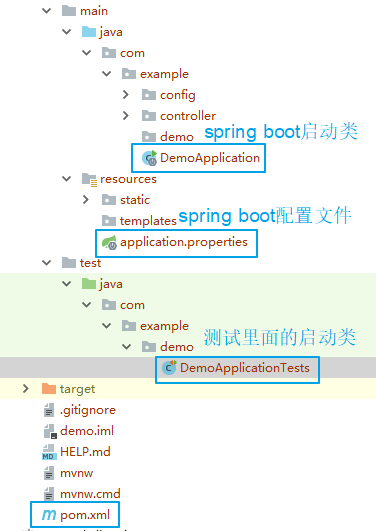 main
java
com
example
config
controller
demo spring boot启动类
DemoApplication
resources
static
templates spring boot配置文件
application.properties
test
java
com
example
测试里面的启动类
demo
DemoApplicationTests
target
.gitignore
demo.iml
HELP.md
mvnw
mvnw.cmd
pom.xml